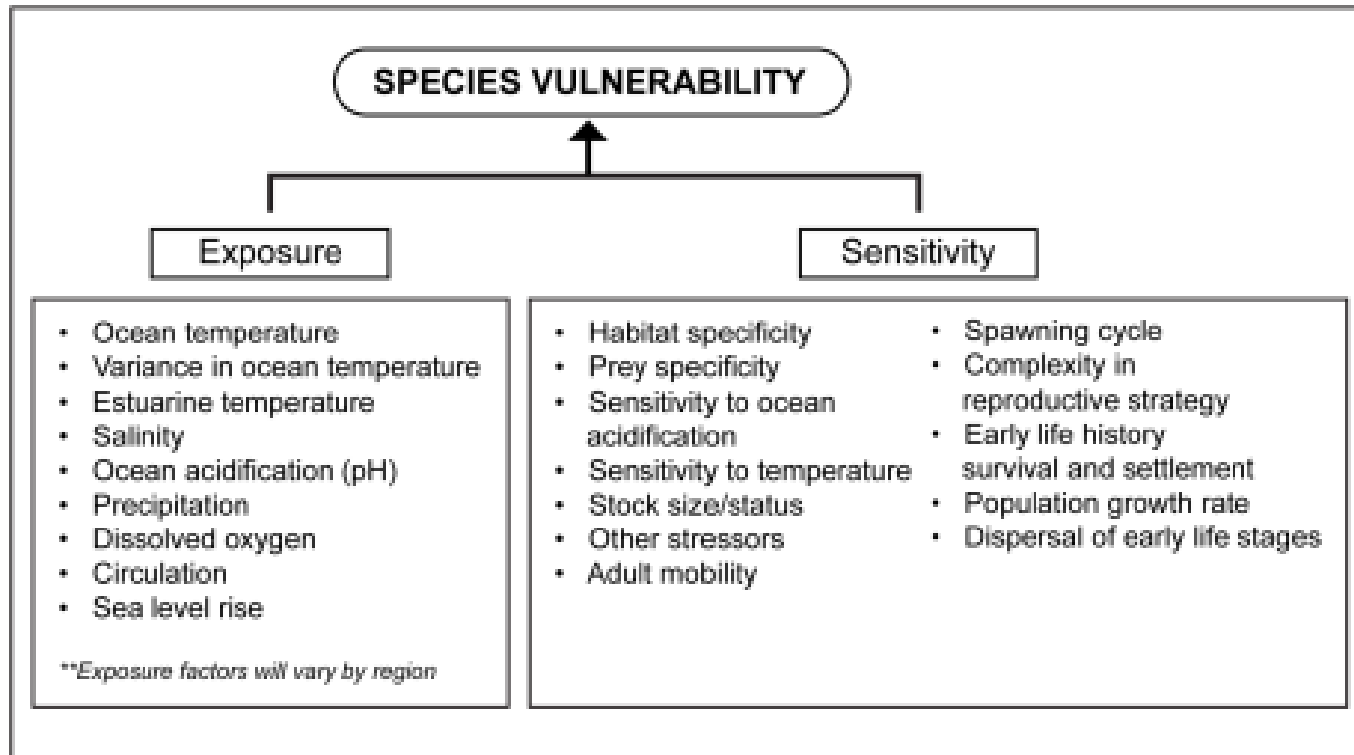 SPECIES VULNERABILITY
Exposure
• Ocean temperature
• Variance in ocean temperature
• Estuarine temperature
• Salinity
• Ocean acidification (pH)
• Precipitation
• Dissolved oxygen
• Circulation
• Sea level rise
**Exposure factors will vary by region
Sensitivity
• Habitat specificity
• Prey specificity
• Sensitivity to ocean
acidification
• Sensitivity to temperature
• Stock size/status
• Other stressors
• Adult mobility
• Spawning cycle
• Complexity in
reproductive strategy
• Early life history
survival and settlement
• Population growth rate
• Dispersal of early life stages